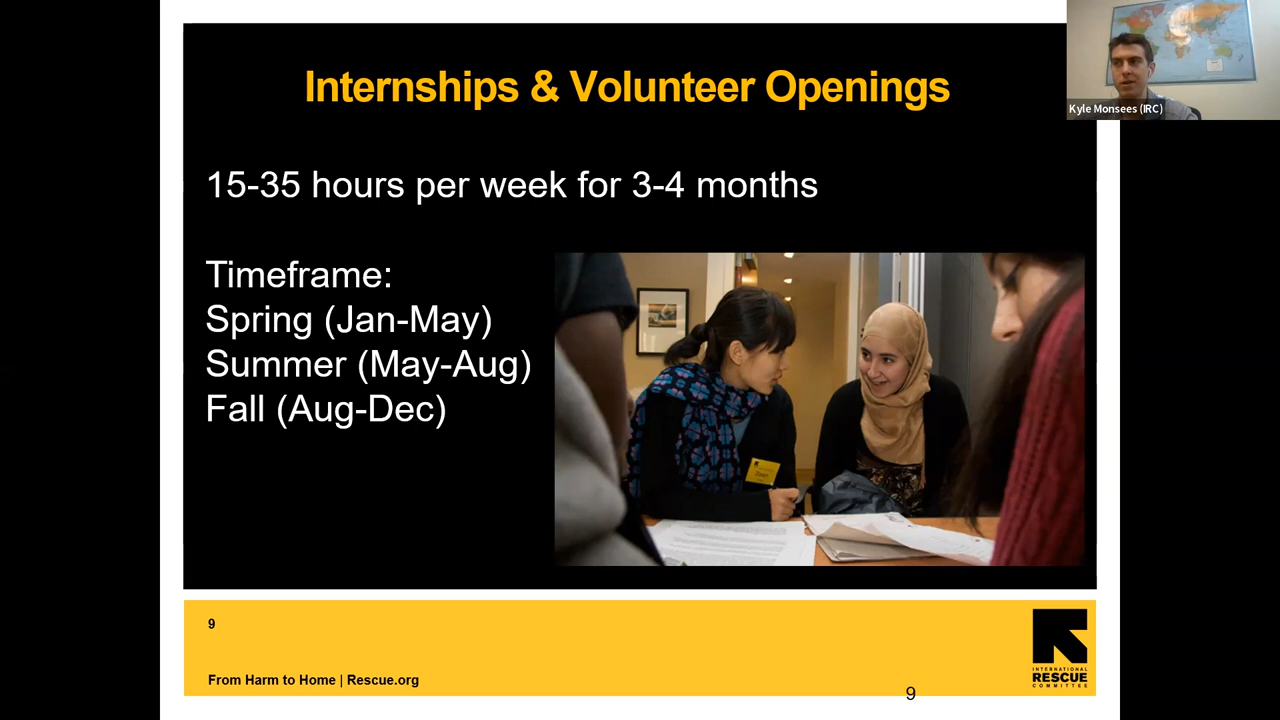 Internships & Volunteer Openings
Kyle Monsees (IRC)
15-35 hours per week for 3-4 months
Timeframe:
Spring (Jan-May)
Summer (May-Aug)
Fall (Aug-Dec)
9
From Harm to Home | Rescue.org
INTERNATIONAL
RESCUE
COMMITTEE
9